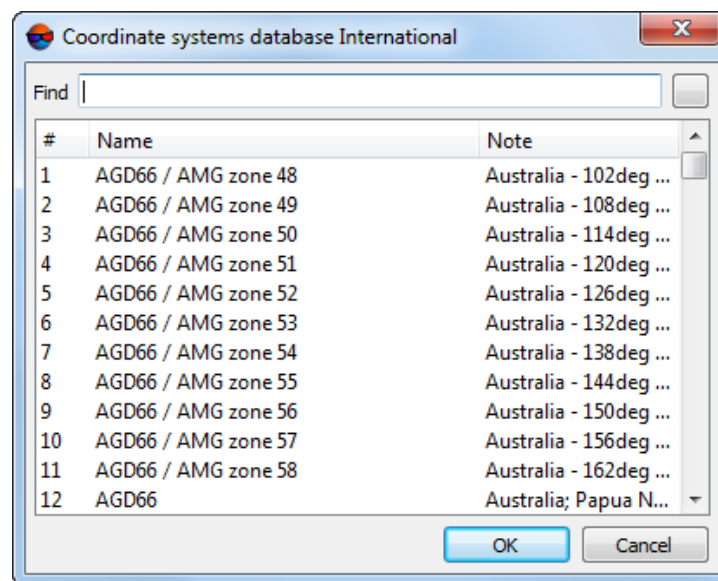 Coordinate systems database International
Find
# Name Note
1 AGD66 / AMG zone 48 Australia - 102deg ...
2 AGD66 / AMG zone 49 Australia - 108deg ...
3 AGD66 / AMG zone 50 Australia - 114deg ...
4 AGD66 / AMG zone 51 Australia - 120deg ...
5 AGD66 / AMG zone 52 Australia - 126deg ...
6 AGD66 / AMG zone 53 Australia - 132deg ...
7 AGD66 / AMG zone 54 Australia - 138deg ...
8 AGD66 / AMG zone 55 Australia - 144deg ...
9 AGD66 / AMG zone 56 Australia - 150deg ...
10 AGD66 / AMG zone 57 Australia - 156deg ...
11 AGD66 / AMG zone 58 Australia - 162deg ...
12 AGD66 Australia; Papua N...
OK Cancel